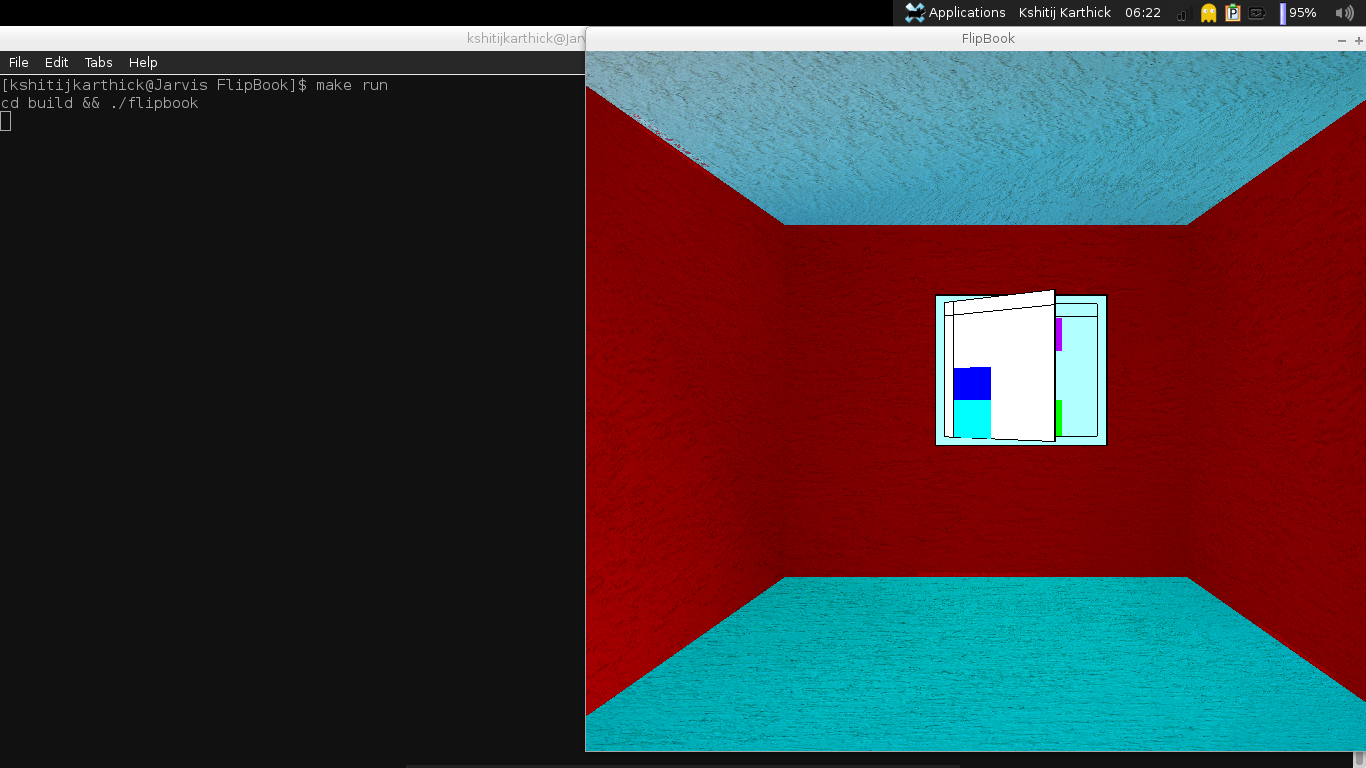 Applications Kshitij Karthick 06:22 95%
kshitijkarthick@Jar
FlipBook
File Edit Tabs Help
[kshitijkarthick@Jarvis FlipBook]$ make run
cd build && ./flipbook